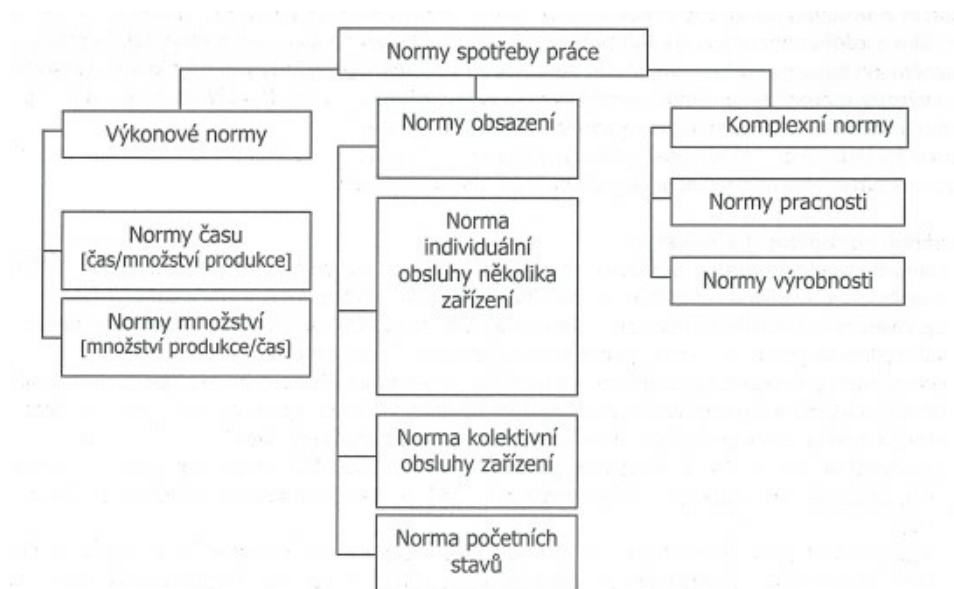 Normy spotřeby práce
Výkonové normy
Normy času
[čas/množství produkce]
Normy množství
[množství produkce/čas]
Normy obsazení
Norma
individuální
obsluhy několika
zařízení
Norma kolektivní
obsluhy zařízení
Norma početních
stavů
Komplexní normy
Normy pracnosti
Normy výrobnosti